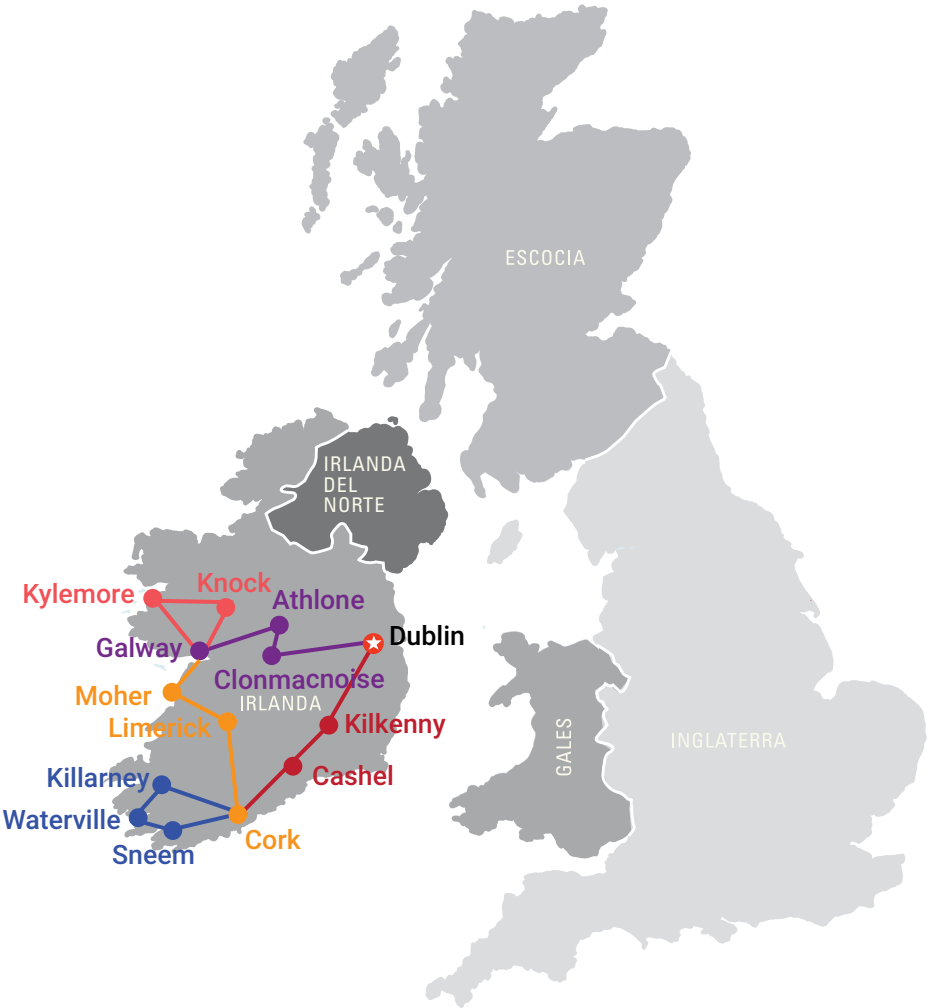 ESCOCIA
IRLANDA
DEL
NORTE
Knock
Kylemore
Athlone
Dublin
Galway
Clonmacnoise
Moher
IRLANDA
Limerick
Kilkenny
GALES
INGLATERRA
Killarney
Cashel
Waterville
Cork
Sneem